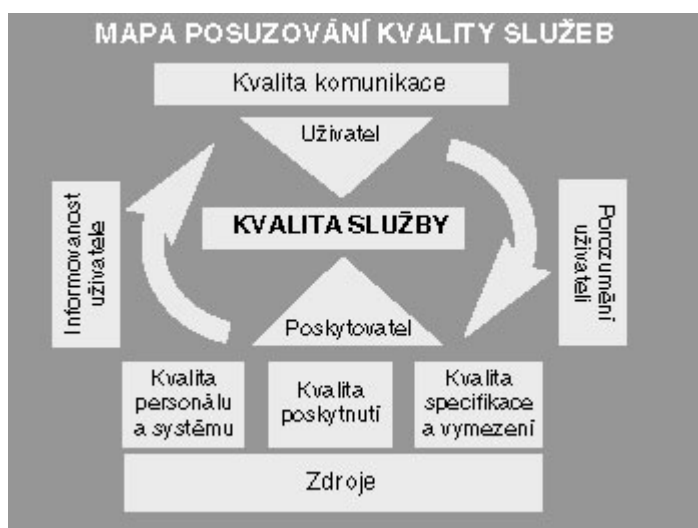 MAPA POSUZOVÁNÍ KVALITY SLUŽEB
Kvalita komunikace
Uživatel
Informovanost
uživatele
KVALITA SLUŽBY
Porozumění
uživateli
Poskytovatel
Kvalita
personálu
a systému
Kvalita
poskytnutí
Kvalita
specifikace
a vymezení
Zdroje